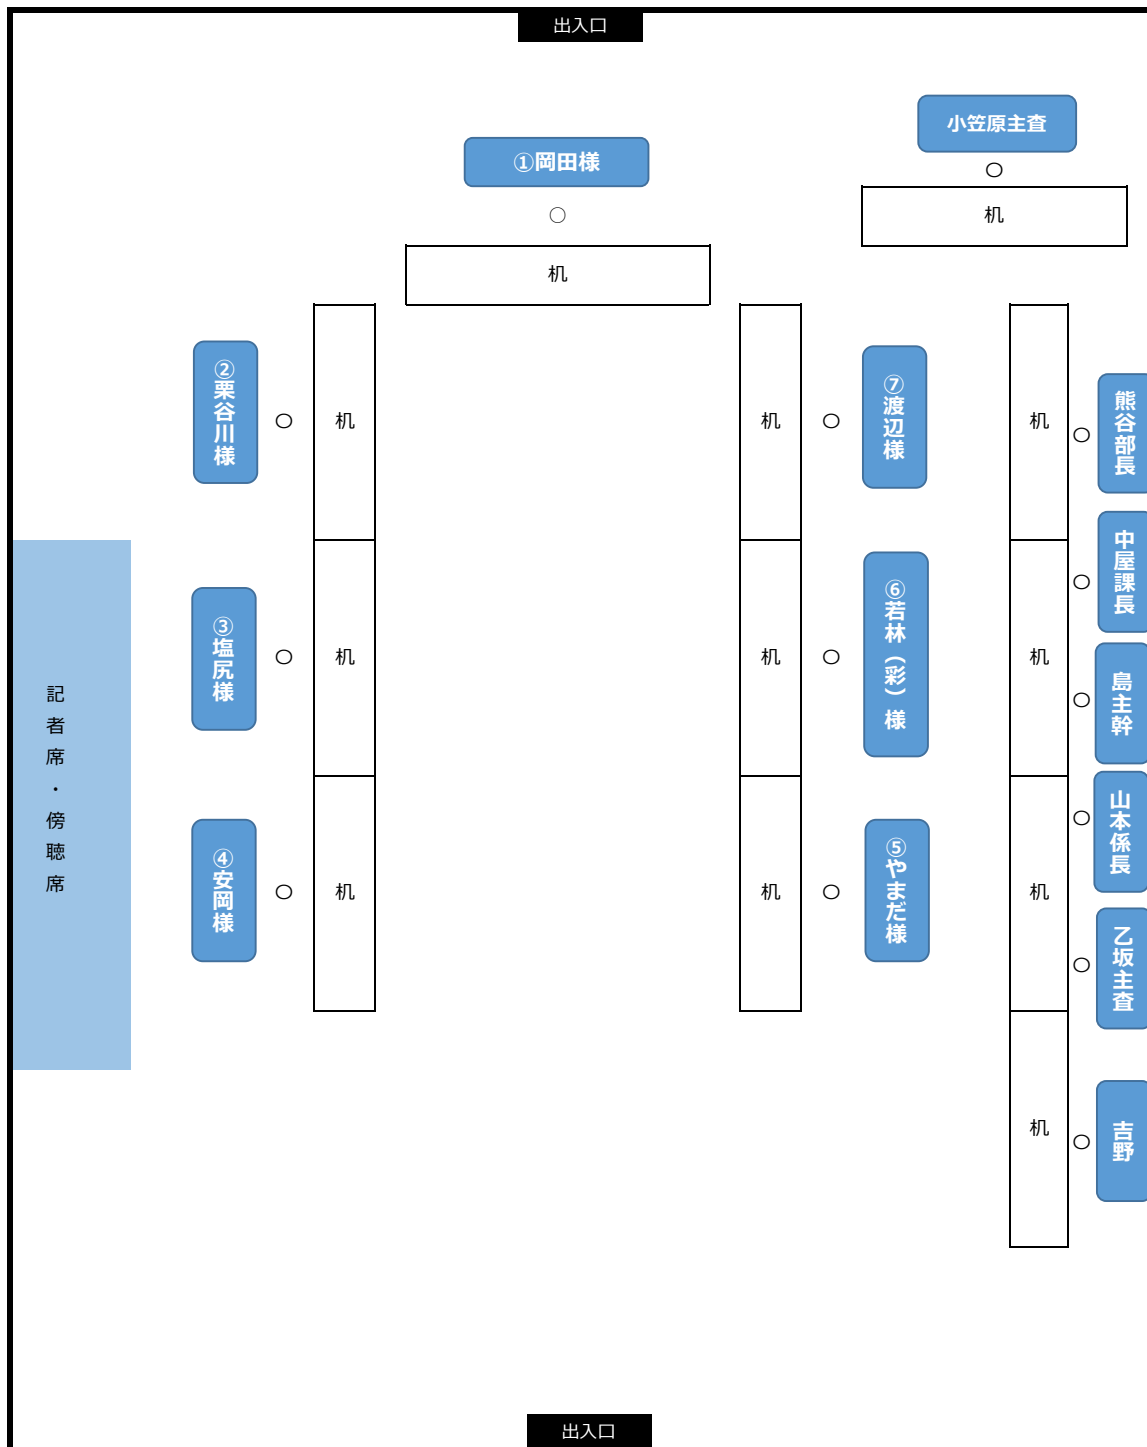 出入口
小笠原主査
①岡田様
机
机
②栗谷川様
机
机
⑦渡辺様
机
熊谷部長
中屋課長
③塩尻様
机
机
⑥若林（彩）様
机
島主幹
記者席・傍聴席
山本係長
④安岡様
机
机
⑤やまだ様
机
乙坂主査
机
吉野
出入口